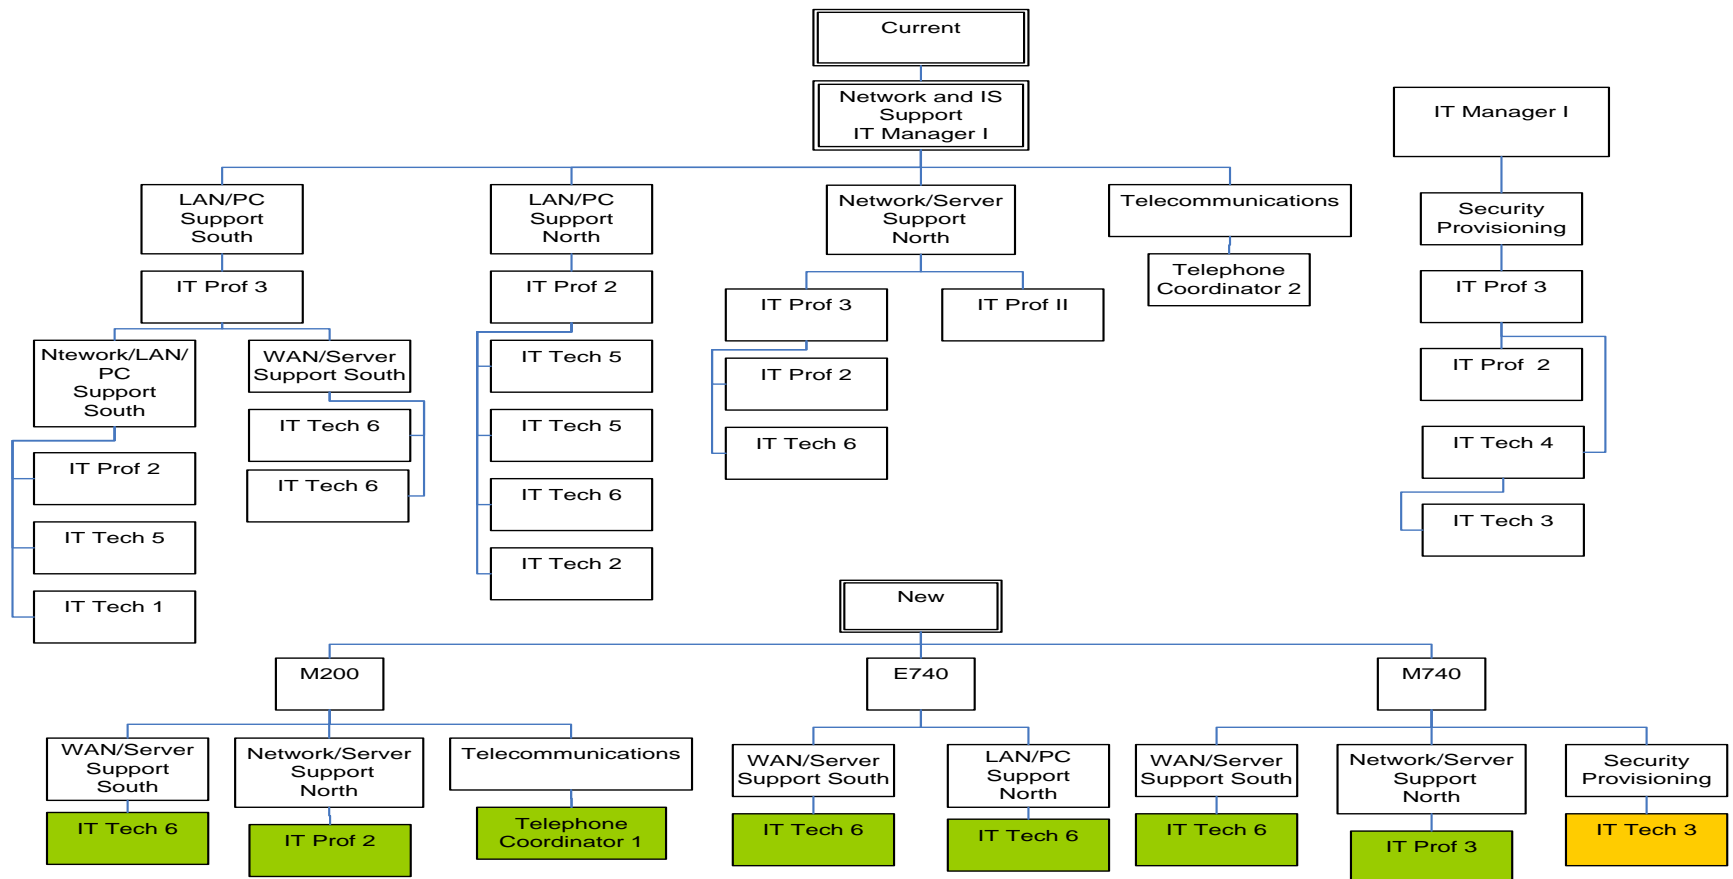 Current
Network and IS
Support
IT Manager I
IT Manager I
LAN/PC
Support
South
LAN/PC
Support
North
Network/Server
Support
North
Telecommunications
Security
Provisioning
IT Prof 3
IT Prof 2
IT Prof 3
IT Prof II
Telephone
Coordinator 2
IT Prof 3
Ntework/LAN/
PC
Support
South
WAN/Server
Support South
IT Tech 5
IT Prof 2
IT Prof  2
IT Tech 6
IT Tech 5
IT Tech 6
IT Tech 4
IT Prof 2
IT Tech 6
IT Tech 6
IT Tech 3
IT Tech 5
IT Tech 2
IT Tech 1
New
M200
E740
M740
WAN/Server
Support
South
Network/Server
Support
North
Telecommunications
WAN/Server
Support South
LAN/PC
Support
North
WAN/Server
Support South
Network/Server
Support
North
Security
Provisioning
IT Tech 6
IT Prof 2
Telephone
Coordinator 1
IT Tech 6
IT Tech 6
IT Tech 6
IT Prof 3
IT Tech 3